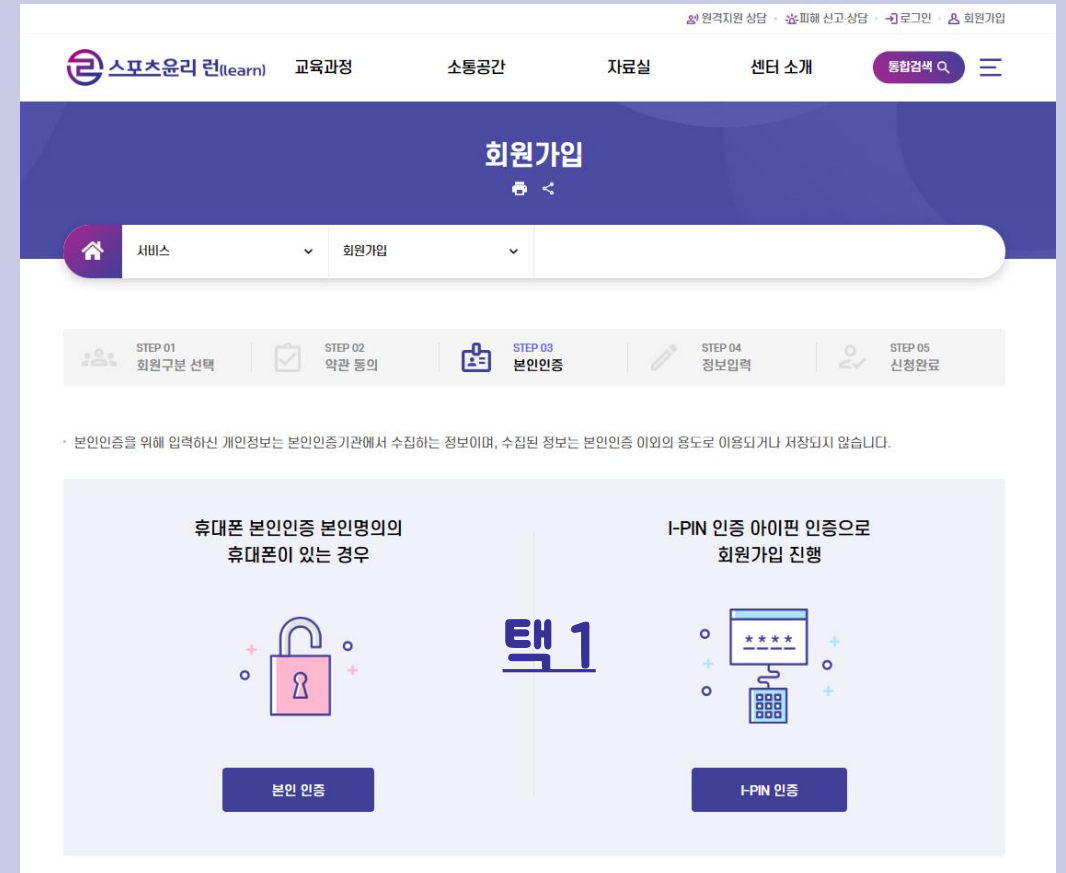 원격지원 상담 피해 신고·상담 로그인 회원가입
스포츠윤리 런(learn) 교육과정 소통공간 자료실 센터 소개 통합검색
회원가입
서비스 회원가입
STEP 01 STEP 02 STEP 03 STEP 04 STEP 05
회원구분 선택 약관 동의 본인인증 정보입력 신청완료
· 본인인증을 위해 입력하신 개인정보는 본인인증기관에서 수집하는 정보이며, 수집된 정보는 본인인증 이외의 용도로 이용되거나 저장되지 않습니다.
휴대폰 본인인증 본인명의의
휴대폰이 있는 경우
I-PIN 인증 아이핀 인증으로
회원가입 진행
택 1
****
본인 인증
I-PIN 인증